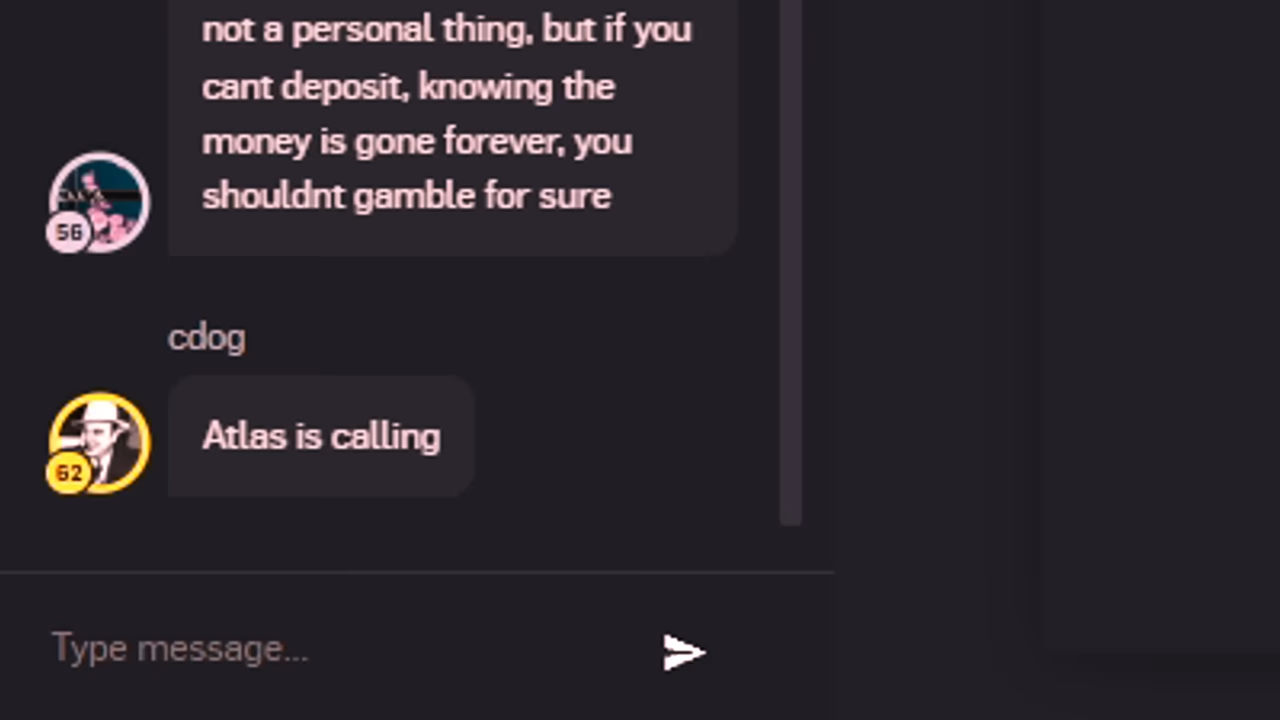 not a personal thing, but if you
cant deposit, knowing the
money is gone forever, you
shouldnt gamble for sure
56
cdog
Atlas is calling
62
Type message...